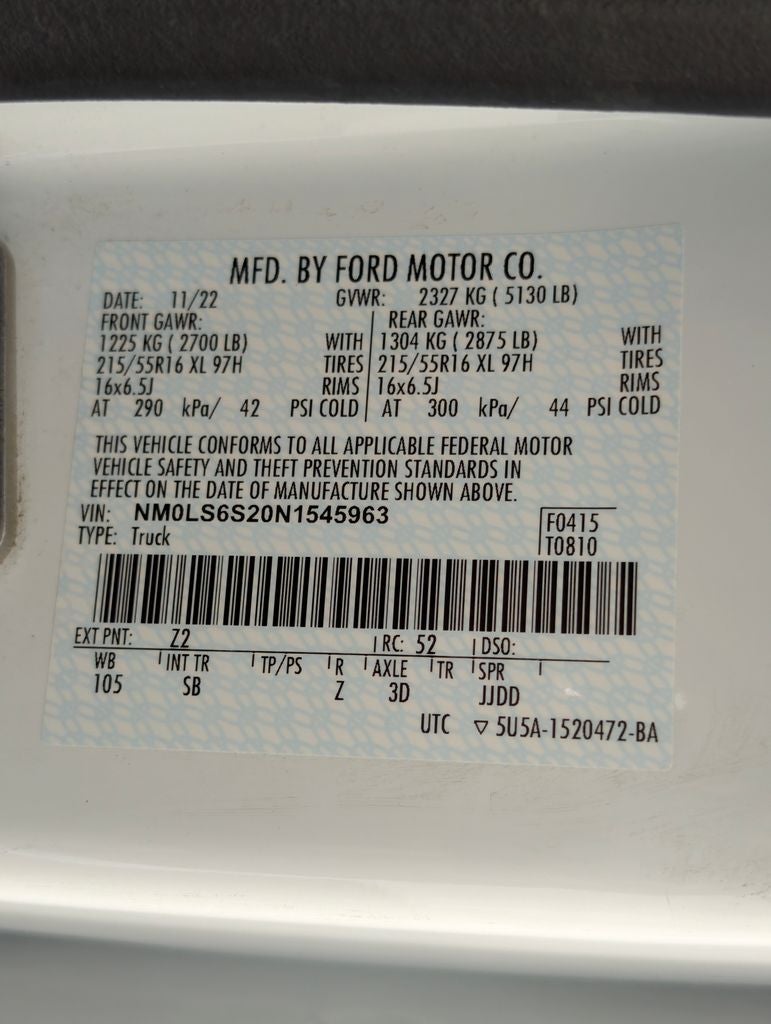 MFD. BY FORD MOTOR CO.
DATE: 11/22 GVWR: 2327 KG ( 5130 LB)
FRONT GAWR: REAR GAWR:
1225 KG ( 2700 LB) WITH 1304 KG ( 2875 LB) WITH
215/55R16 XL 97H TIRES 215/55R16 XL 97H TIRES
16x6.5J RIMS 16x6.5J RIMS
AT 290 kPa/ 42 PSI COLD AT 300 kPa/ 44 PSI COLD
THIS VEHICLE CONFORMS TO ALL APPLICABLE FEDERAL MOTOR
VEHICLE SAFETY AND THEFT PREVENTION STANDARDS IN
EFFECT ON THE DATE OF MANUFACTURE SHOWN ABOVE.
VIN: NM0LS6S20N1545963 F0415
TYPE: Truck T0810
EXT PNT: Z2 RC: 52 DSO:
WB INT TR TP/PS R AXLE TR SPR
105 SB Z 3D JJDD
UTC ▽ 5U5A-1520472-BA